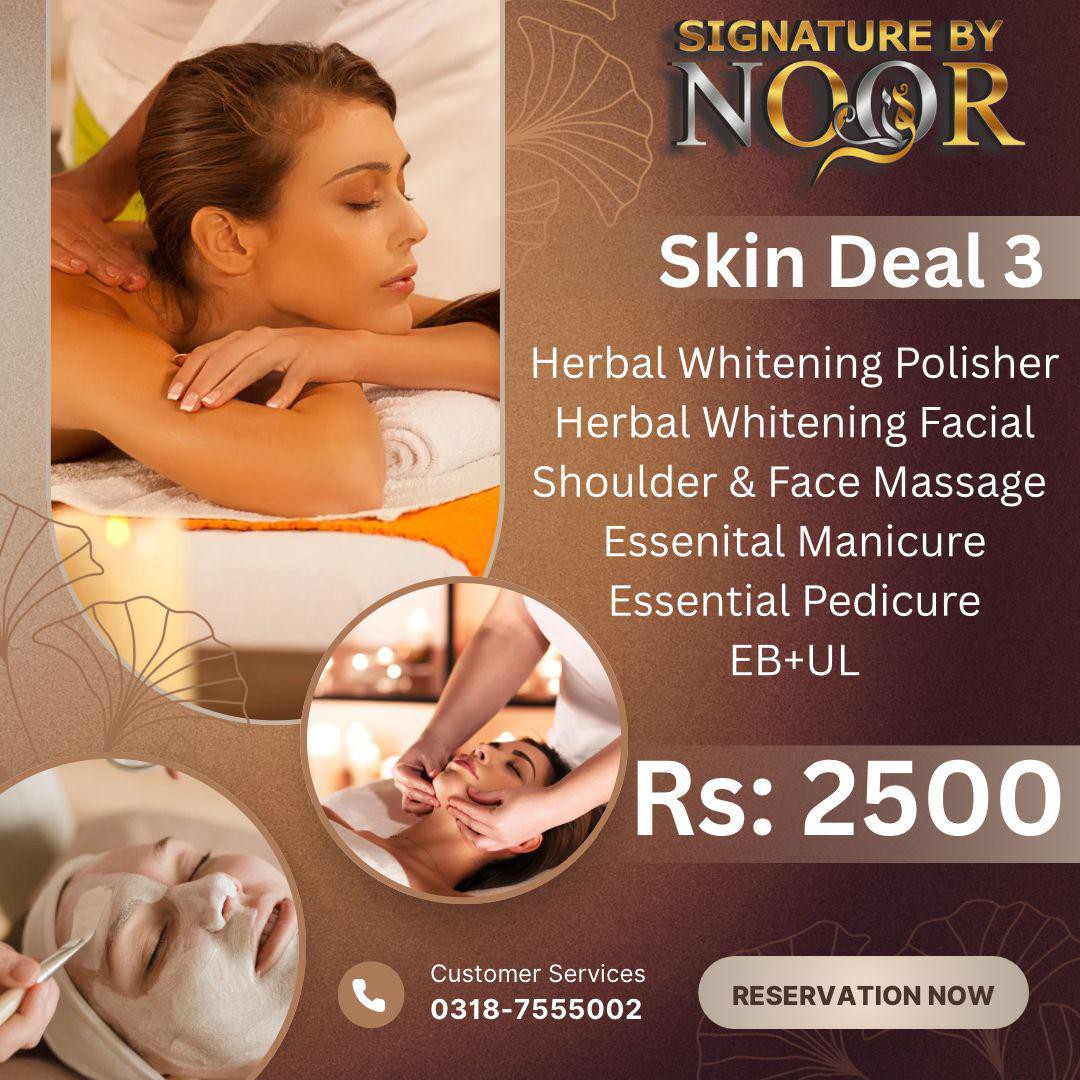 SIGNATURE BY
NOOR
Skin Deal 3
Herbal Whitening Polisher
Herbal Whitening Facial
Shoulder & Face Massage
Essenital Manicure
Essential Pedicure
EB+UL
Rs: 2500
Customer Services
0318-7555002
RESERVATION NOW